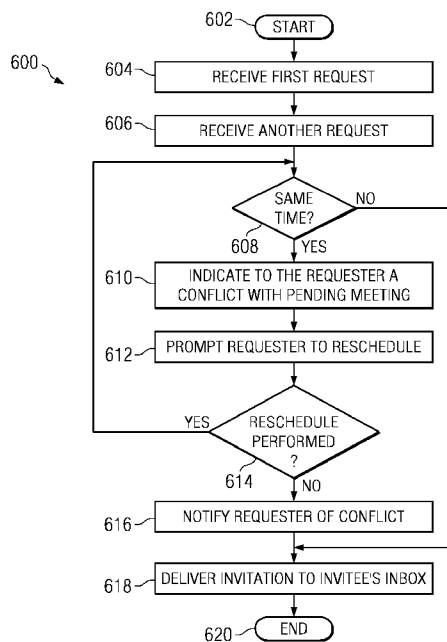 602
START
600
604
RECEIVE FIRST REQUEST
606
RECEIVE ANOTHER REQUEST
SAME
TIME?
NO
608
YES
610
INDICATE TO THE REQUESTER A
CONFLICT WITH PENDING MEETING
612
PROMPT REQUESTER TO RESCHEDULE
YES
RESCHEDULE
PERFORMED
?
614
NO
616
NOTIFY REQUESTER OF CONFLICT
618
DELIVER INVITATION TO INVITEE'S INBOX
620
END